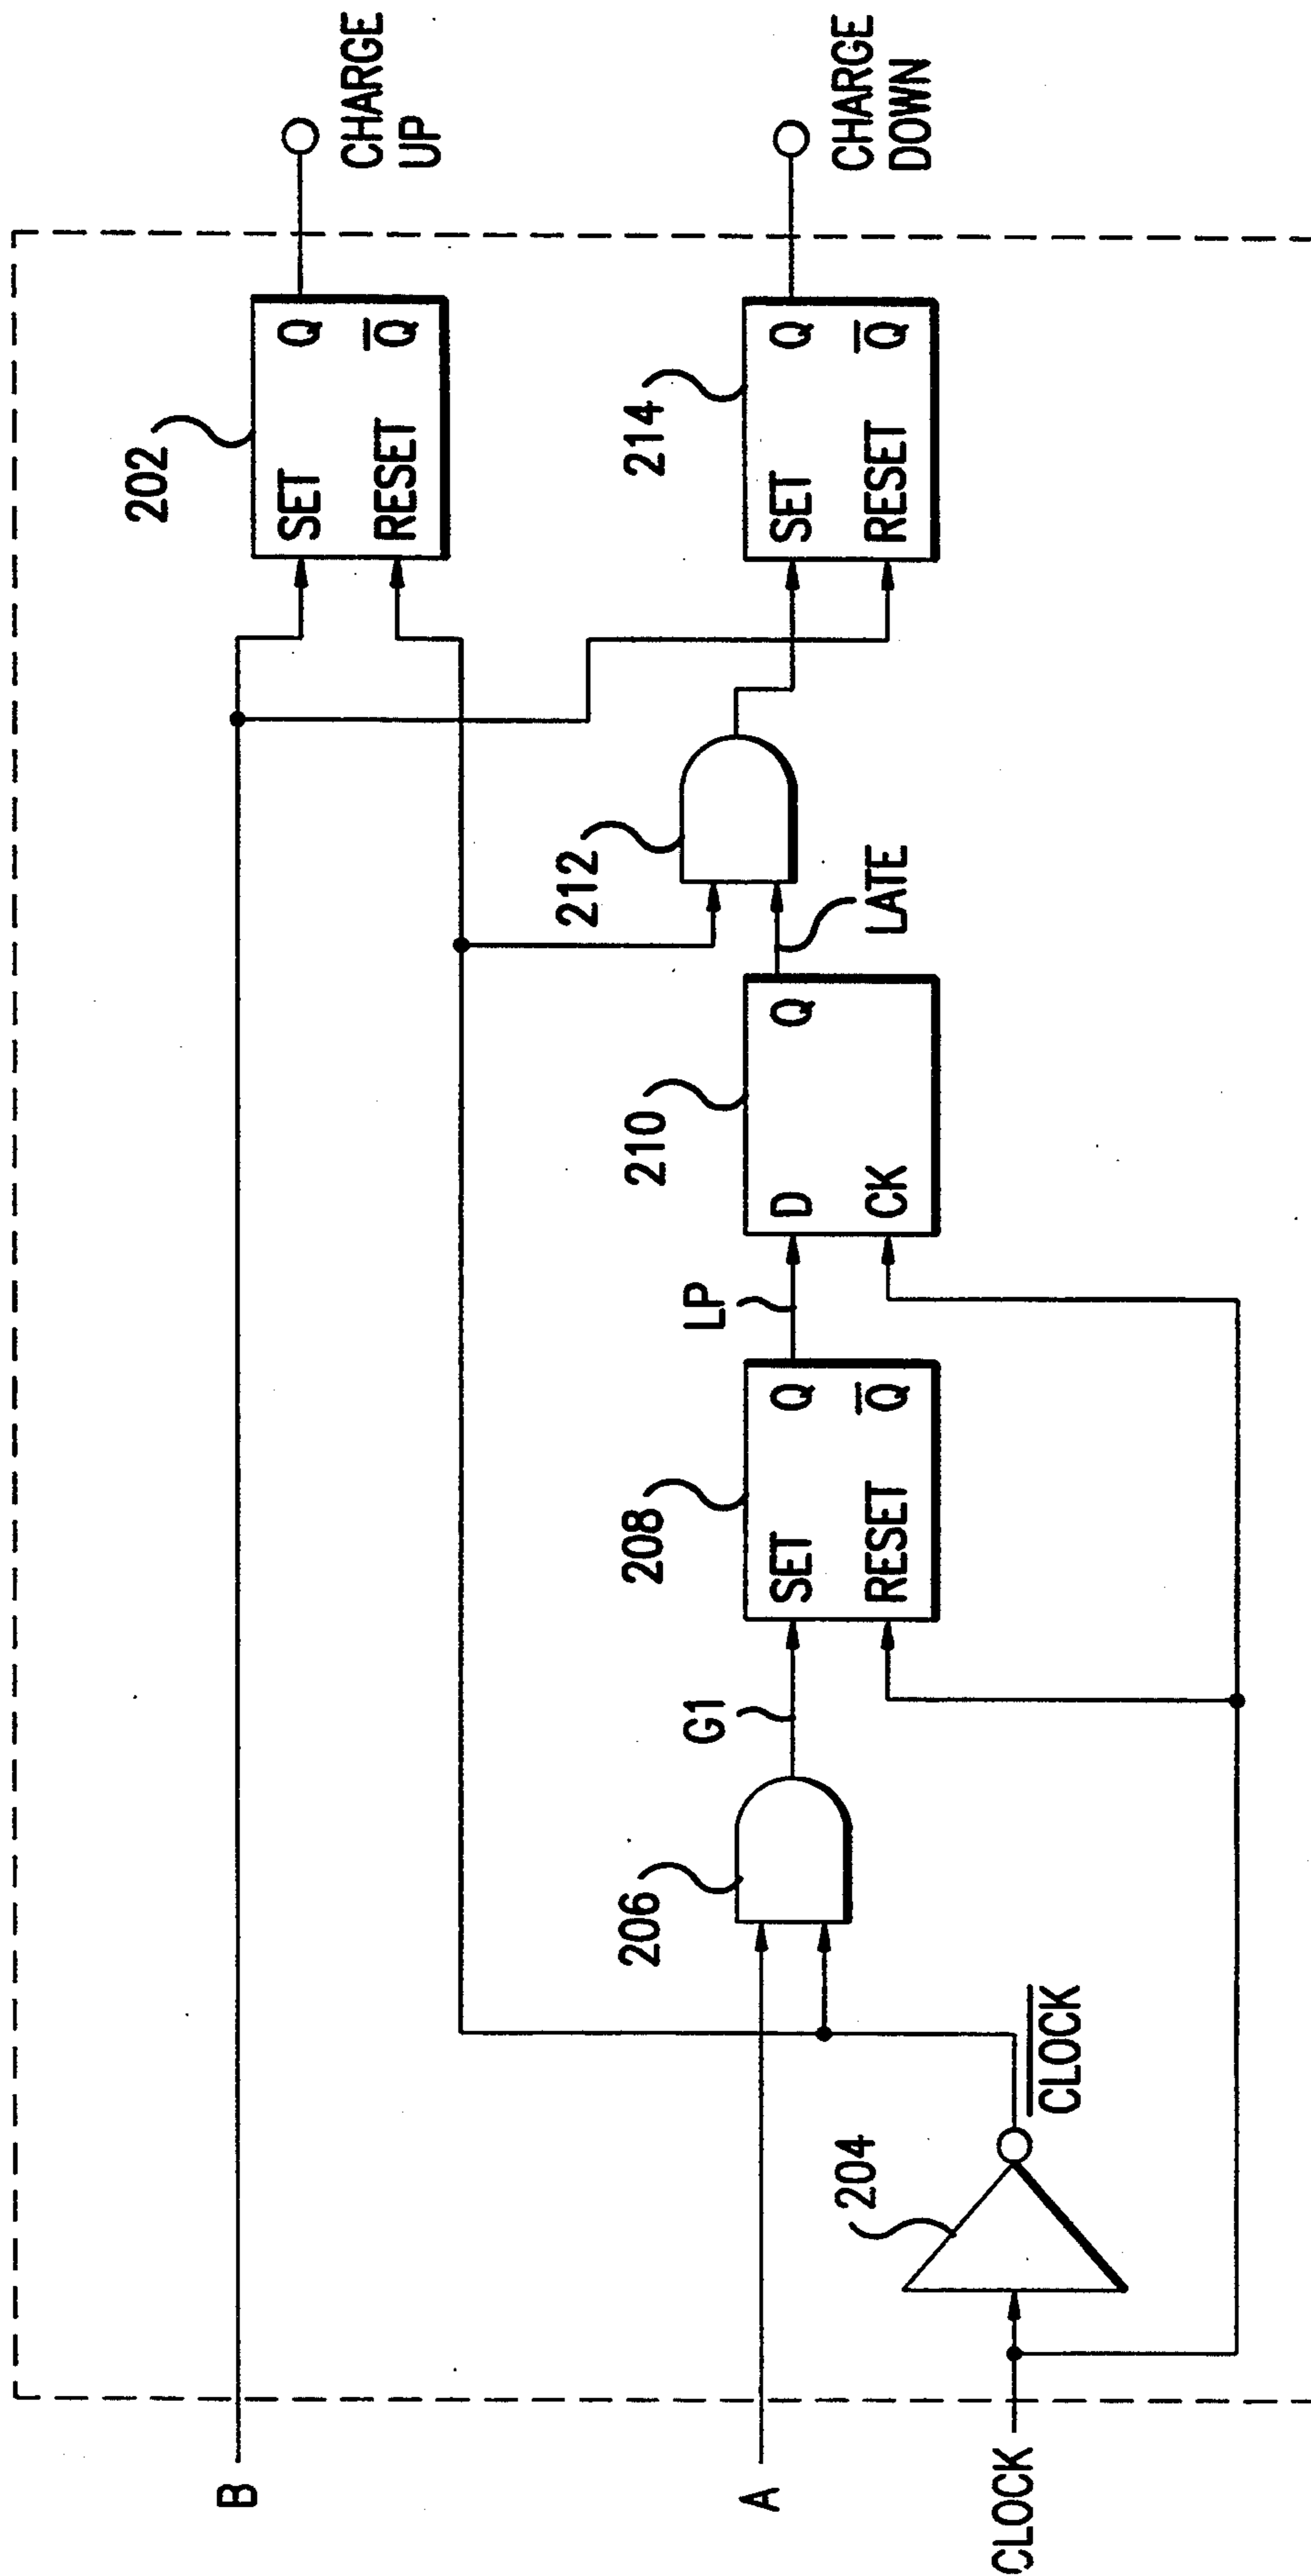 B
A
CLOCK
204
C̅L̅O̅C̅K̅
206
G1
208
SET
RESET
Q
Q̅
LP
210
D
CK
Q
LATE
212
202
SET
RESET
Q
Q̅
214
SET
RESET
Q
Q̅
CHARGE
UP
CHARGE
DOWN